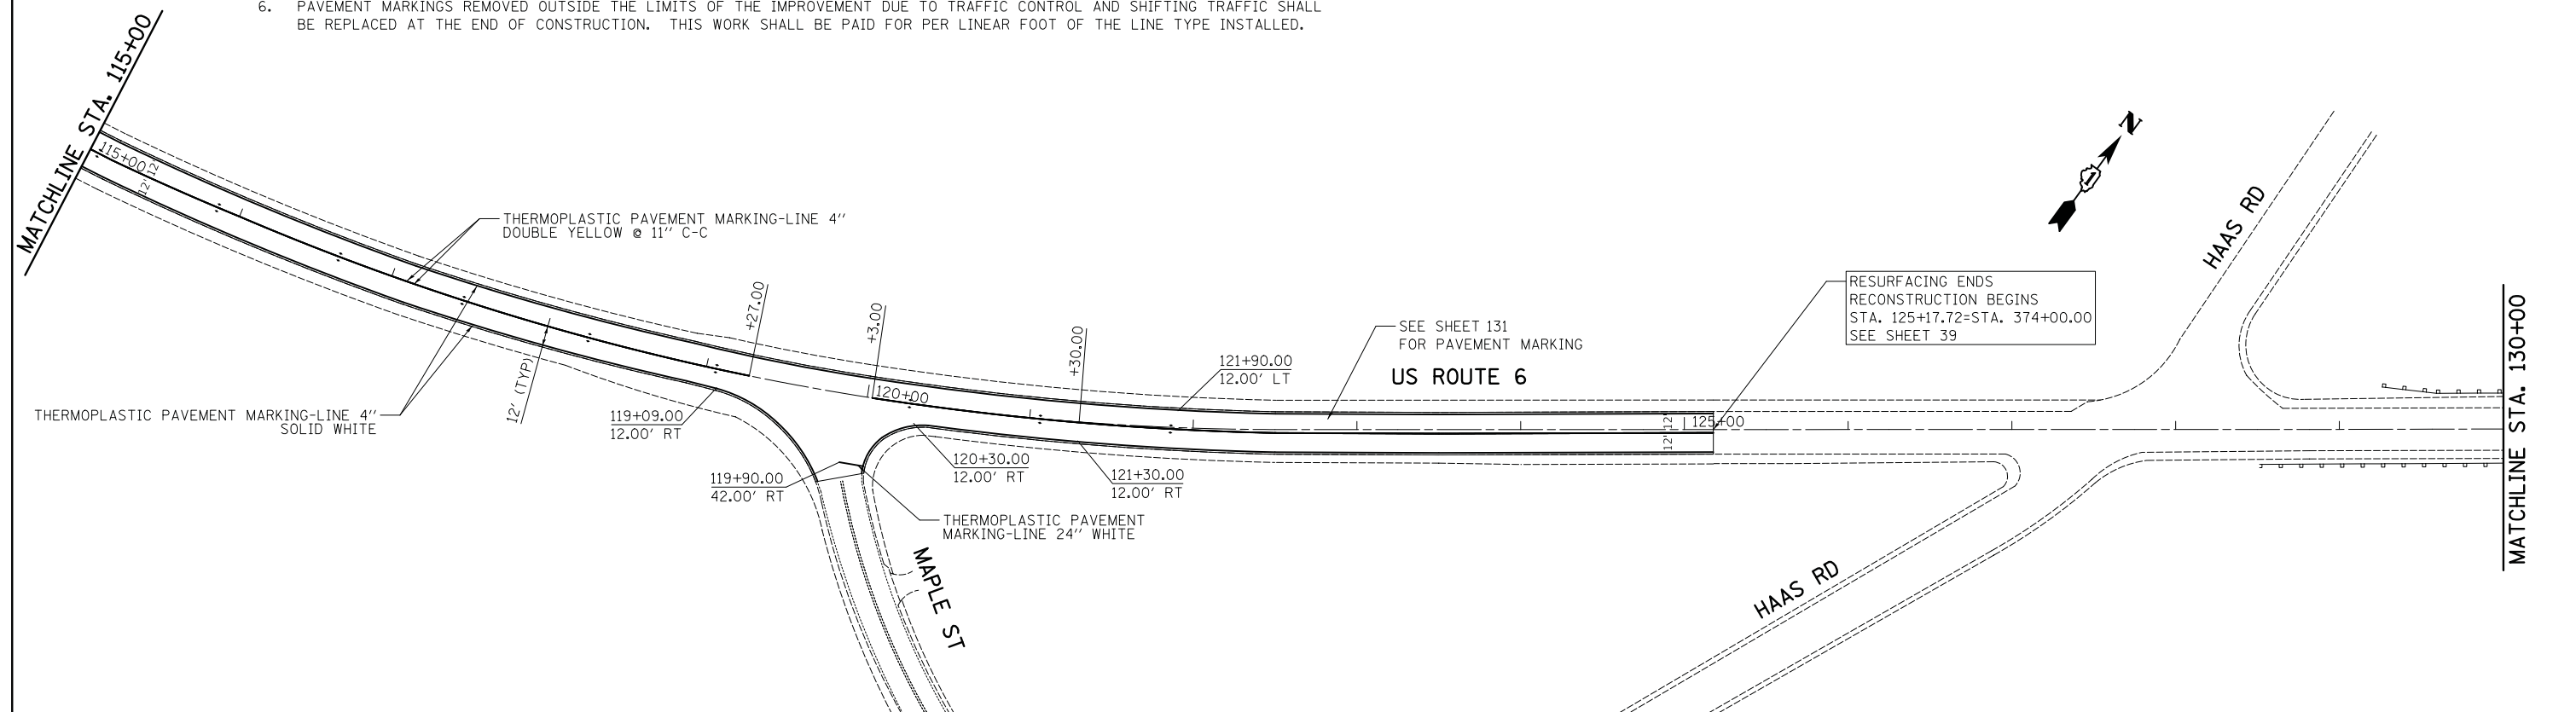 6. PAVEMENT MARKINGS REMOVED OUTSIDE THE LIMITS OF THE IMPROVEMENT DUE TO TRAFFIC CONTROL AND SHIFTING TRAFFIC SHALL
BE REPLACED AT THE END OF CONSTRUCTION. THIS WORK SHALL BE PAID FOR PER LINEAR FOOT OF THE LINE TYPE INSTALLED.
MATCHLINE STA. 115+00
115+00
12' 12'
THERMOPLASTIC PAVEMENT MARKING-LINE 4"
DOUBLE YELLOW @ 11" C-C
THERMOPLASTIC PAVEMENT MARKING-LINE 4"
SOLID WHITE
12' (TYP)
+27.00
+3.00
+30.00
120+00
119+09.00
12.00' RT
119+90.00
42.00' RT
120+30.00
12.00' RT
121+30.00
12.00' RT
121+90.00
12.00' LT
THERMOPLASTIC PAVEMENT
MARKING-LINE 24" WHITE
MAPLE ST
SEE SHEET 131
FOR PAVEMENT MARKING
US ROUTE 6
12' 12'
125+00
RESURFACING ENDS
RECONSTRUCTION BEGINS
STA. 125+17.72=STA. 374+00.00
SEE SHEET 39
N
1
HAAS RD
HAAS RD
MATCHLINE STA. 130+00